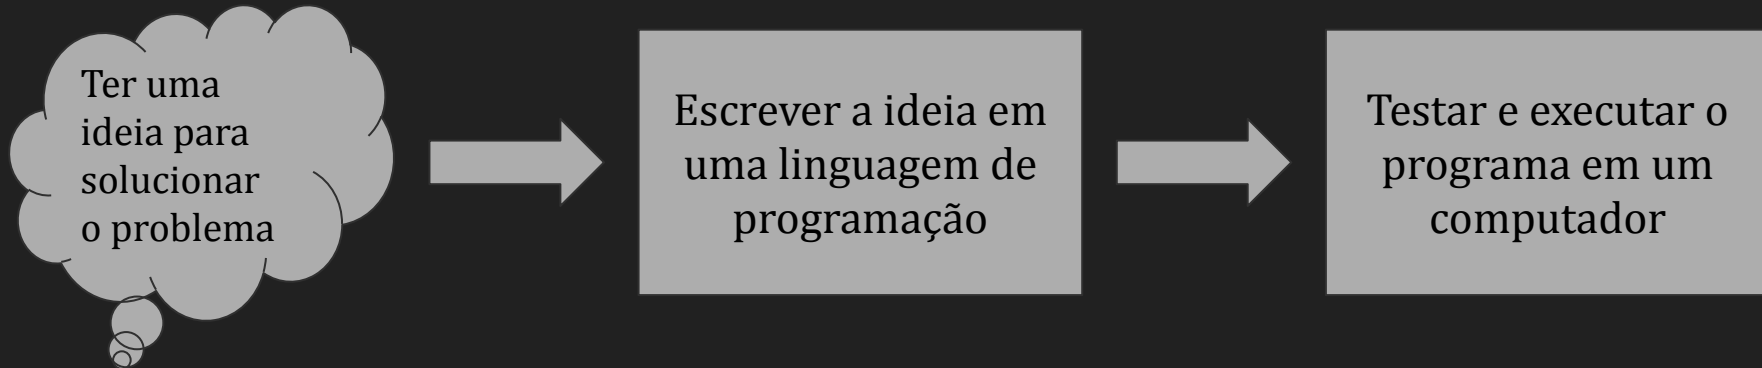 Ter uma
ideia para
solucionar
o problema
Escrever a ideia em
uma linguagem de
programação
Testar e executar o
programa em um
computador